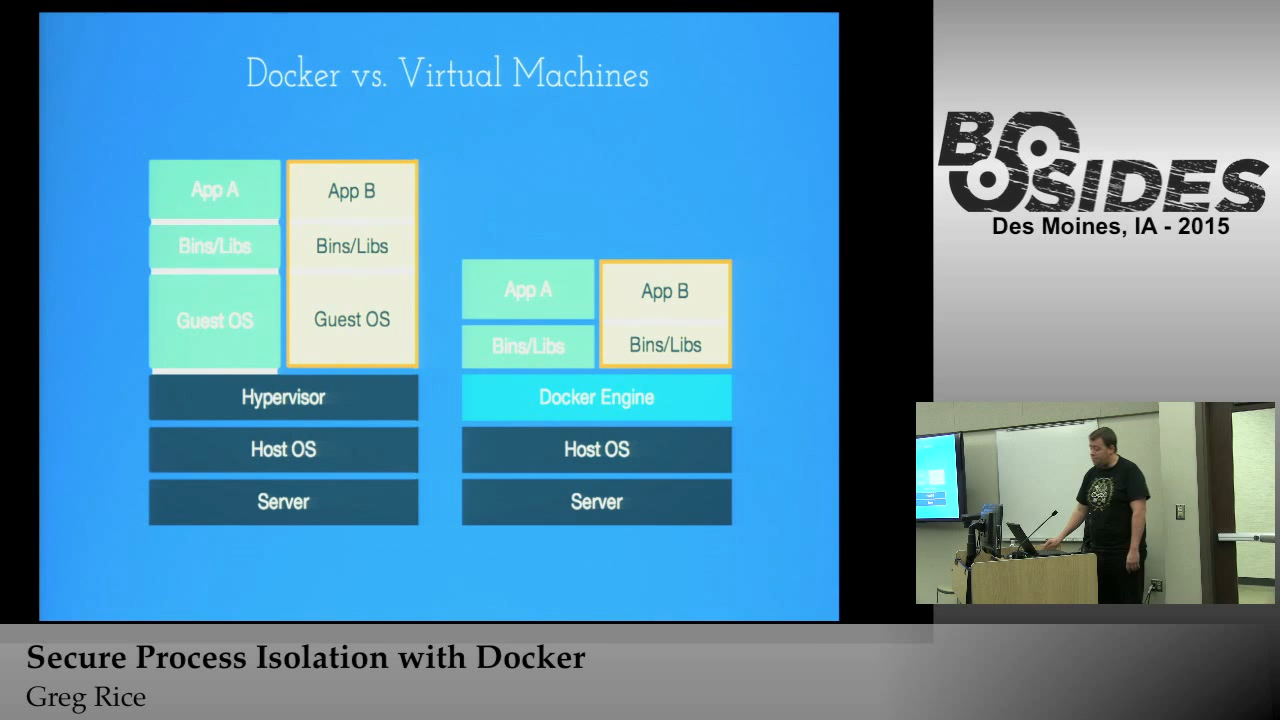 Docker vs. Virtual Machines
App A
App B
Bins/Libs
Bins/Libs
Guest OS
Guest OS
Hypervisor
Host OS
Server
App A
App B
Bins/Libs
Bins/Libs
Docker Engine
Host OS
Server
BSIDES
Des Moines, IA - 2015
Secure Process Isolation with Docker
Greg Rice